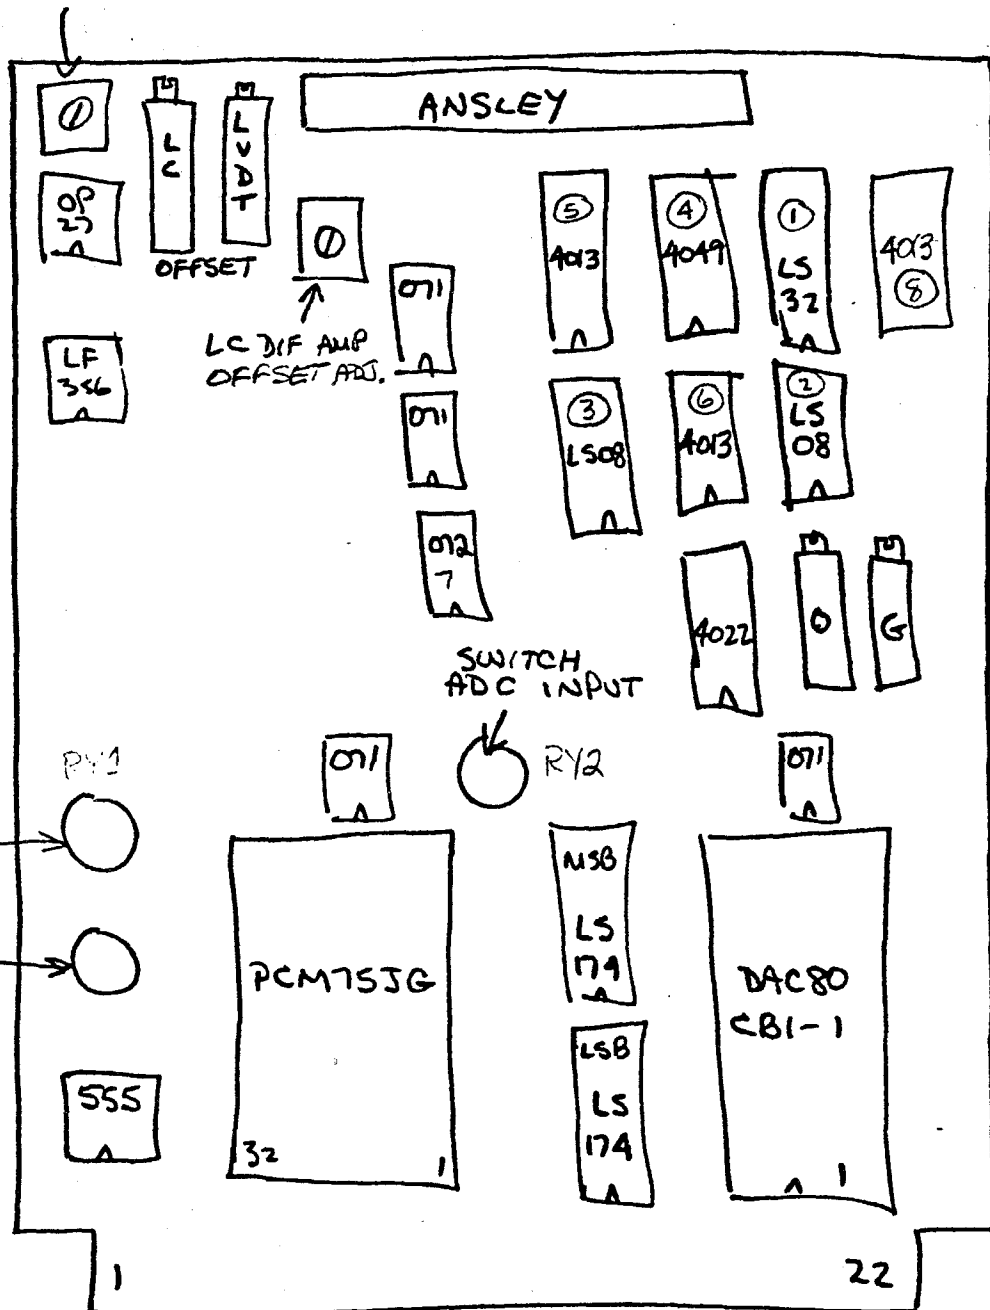 ANSLEY
LC
LVDT
OP
27
OFFSET
LC DIF AMP
OFFSET ADJ.
071
5
4013
4
4049
1
LS
32
4013
8
LF
356
071
3
LS08
6
4013
2
LS
08
072
7
4022
O
G
SWITCH
ADC INPUT
RY1
071
RY2
071
PCM75JG
32
1
MSB
LS
174
DAC80
CBI-1
1
LSB
LS
174
555
1
22